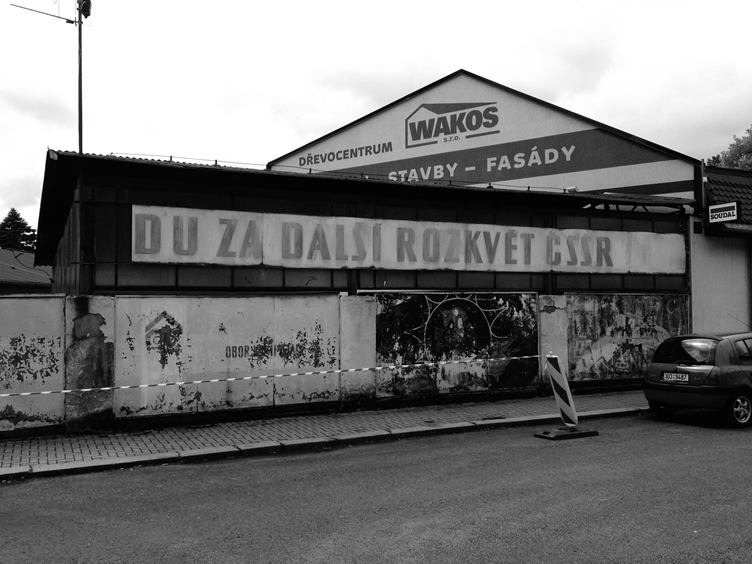 WAKOS
s.r.o.
DŘEVOCENTRUM
STAVBY – FASÁDY
SOUDAL
DU ZA DALŠÍ ROZKVĚT ČSSR